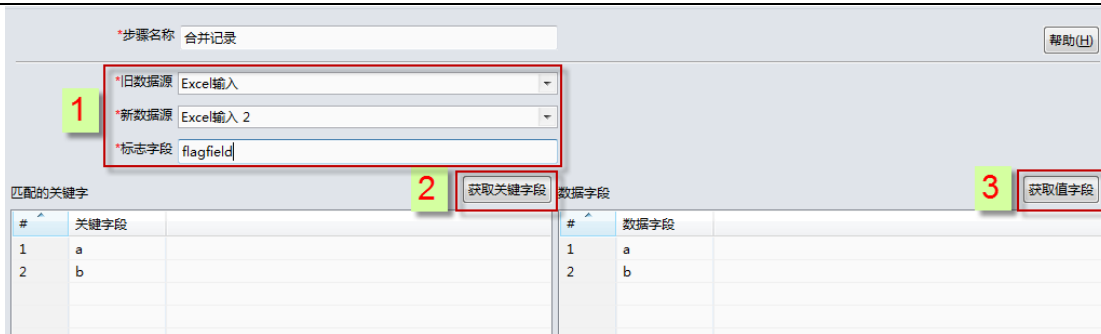 *步骤名称 合并记录
帮助(H)
1
*旧数据源 Excel输入
*新数据源 Excel输入 2
*标志字段 flagfield
匹配的关键字 2 获取关键字段 数据字段 3 获取值字段
# 关键字段 # 数据字段
1 a 1 a
2 b 2 b